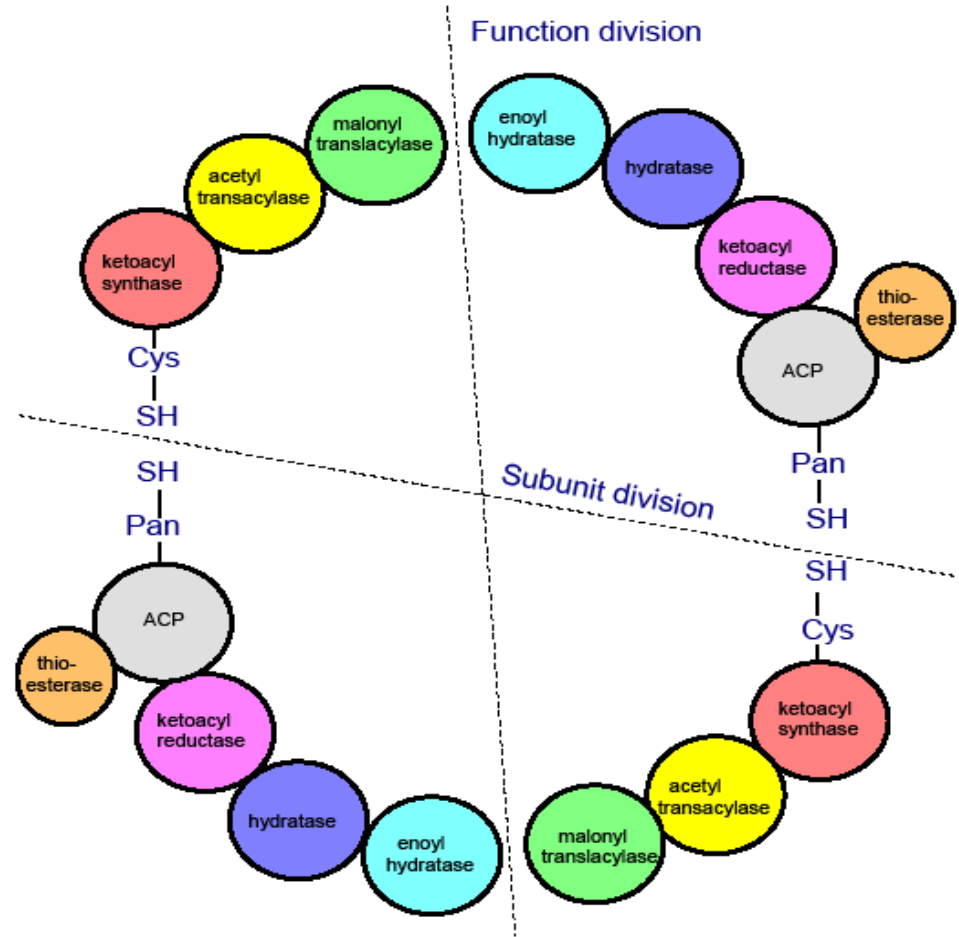 Function division
malonyl
translacylase
acetyl
transacylase
ketoacyl
synthase
Cys
SH
enoyl
hydratase
hydratase
ketoacyl
reductase
thio-
esterase
ACP
Pan
SH
Subunit division
SH
Pan
ACP
thio-
esterase
ketoacyl
reductase
hydratase
enoyl
hydratase
SH
Cys
ketoacyl
synthase
acetyl
transacylase
malonyl
translacylase